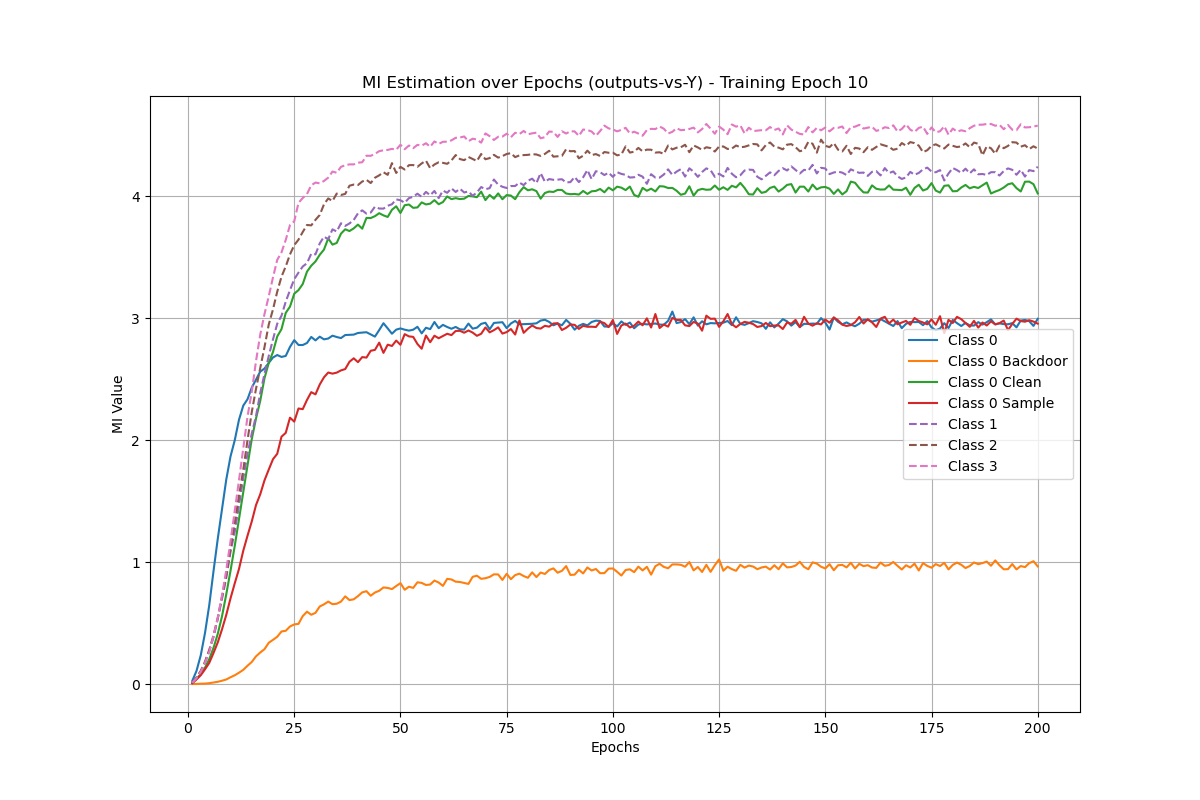 MI Estimation over Epochs (outputs-vs-Y) - Training Epoch 10
MI Value
4
3
2
1
0
Class 0
Class 0 Backdoor
Class 0 Clean
Class 0 Sample
Class 1
Class 2
Class 3
0 25 50 75 100 125 150 175 200
Epochs